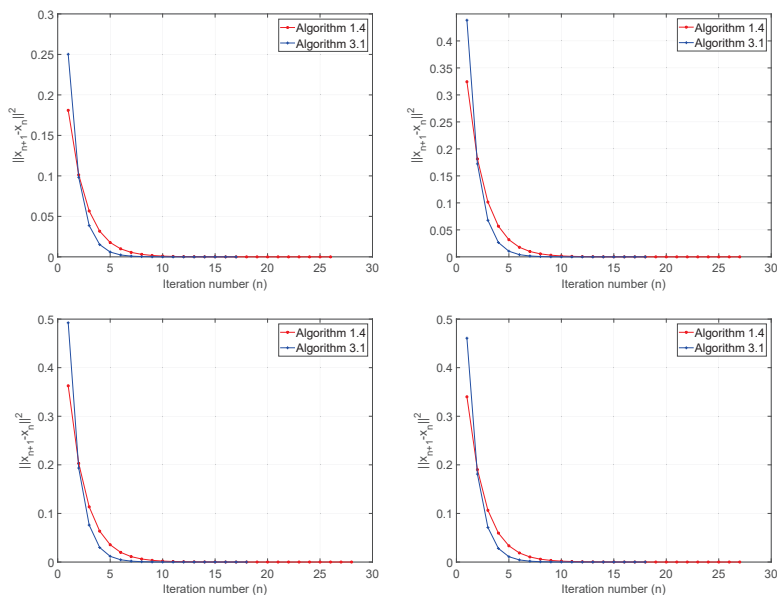 0.3
0.25
0.2
0.15
0.1
0.05
0
||x_{n+1}-x_n||^2
0 5 10 15 20 25 30
Iteration number (n)
Algorithm 1.4
Algorithm 3.1
0.4
0.35
0.3
0.25
0.2
0.15
0.1
0.05
0
||x_{n+1}-x_n||^2
0 5 10 15 20 25 30
Iteration number (n)
Algorithm 1.4
Algorithm 3.1
0.5
0.4
0.3
0.2
0.1
0
||x_{n+1}-x_n||^2
0 5 10 15 20 25 30
Iteration number (n)
Algorithm 1.4
Algorithm 3.1
0.5
0.4
0.3
0.2
0.1
0
||x_{n+1}-x_n||^2
0 5 10 15 20 25 30
Iteration number (n)
Algorithm 1.4
Algorithm 3.1